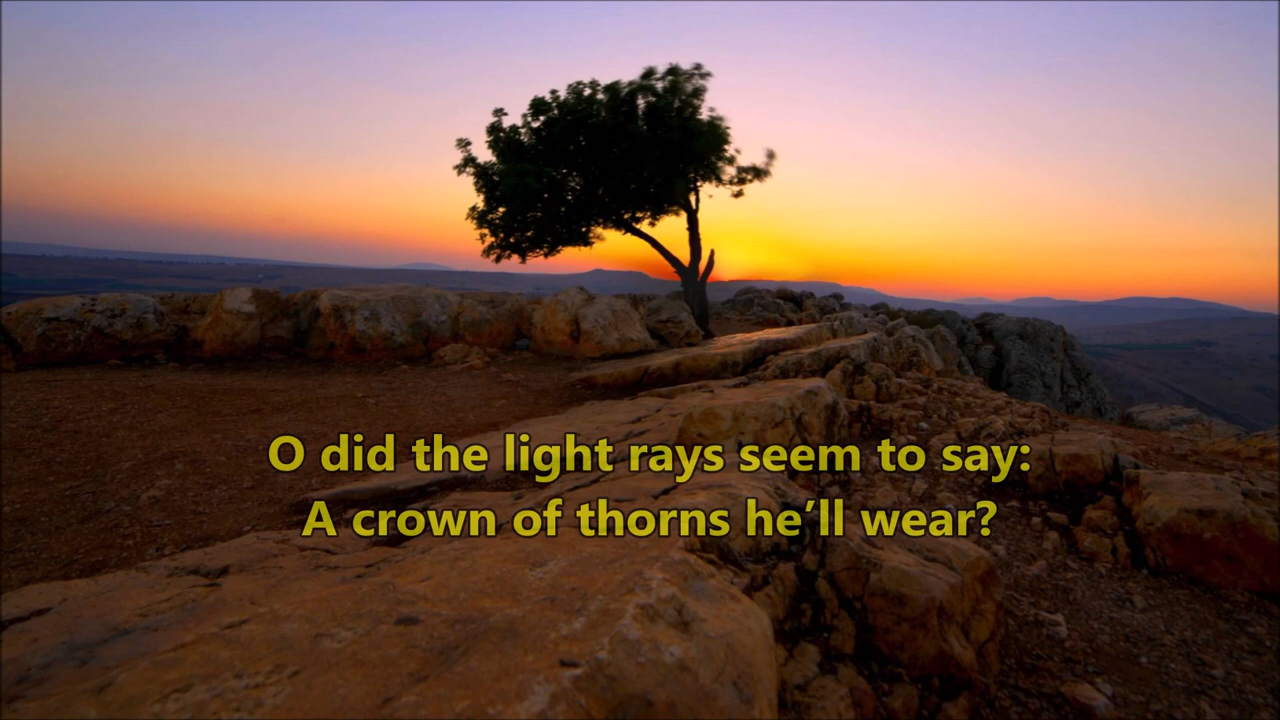 O did the light rays seem to say:
A crown of thorns he’ll wear?